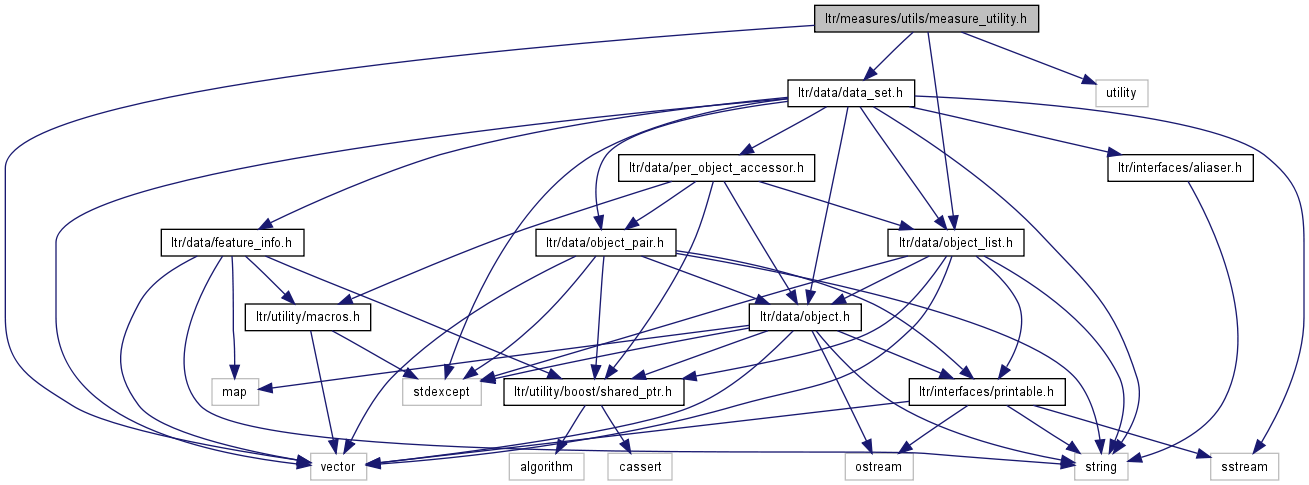 ltr/measures/utils/measure_utility.h
ltr/data/data_set.h
utility
ltr/data/per_object_accessor.h
ltr/interfaces/aliaser.h
ltr/data/feature_info.h
ltr/data/object_pair.h
ltr/data/object_list.h
ltr/utility/macros.h
ltr/data/object.h
map
stdexcept
ltr/utility/boost/shared_ptr.h
ltr/interfaces/printable.h
vector
algorithm
cassert
ostream
string
sstream